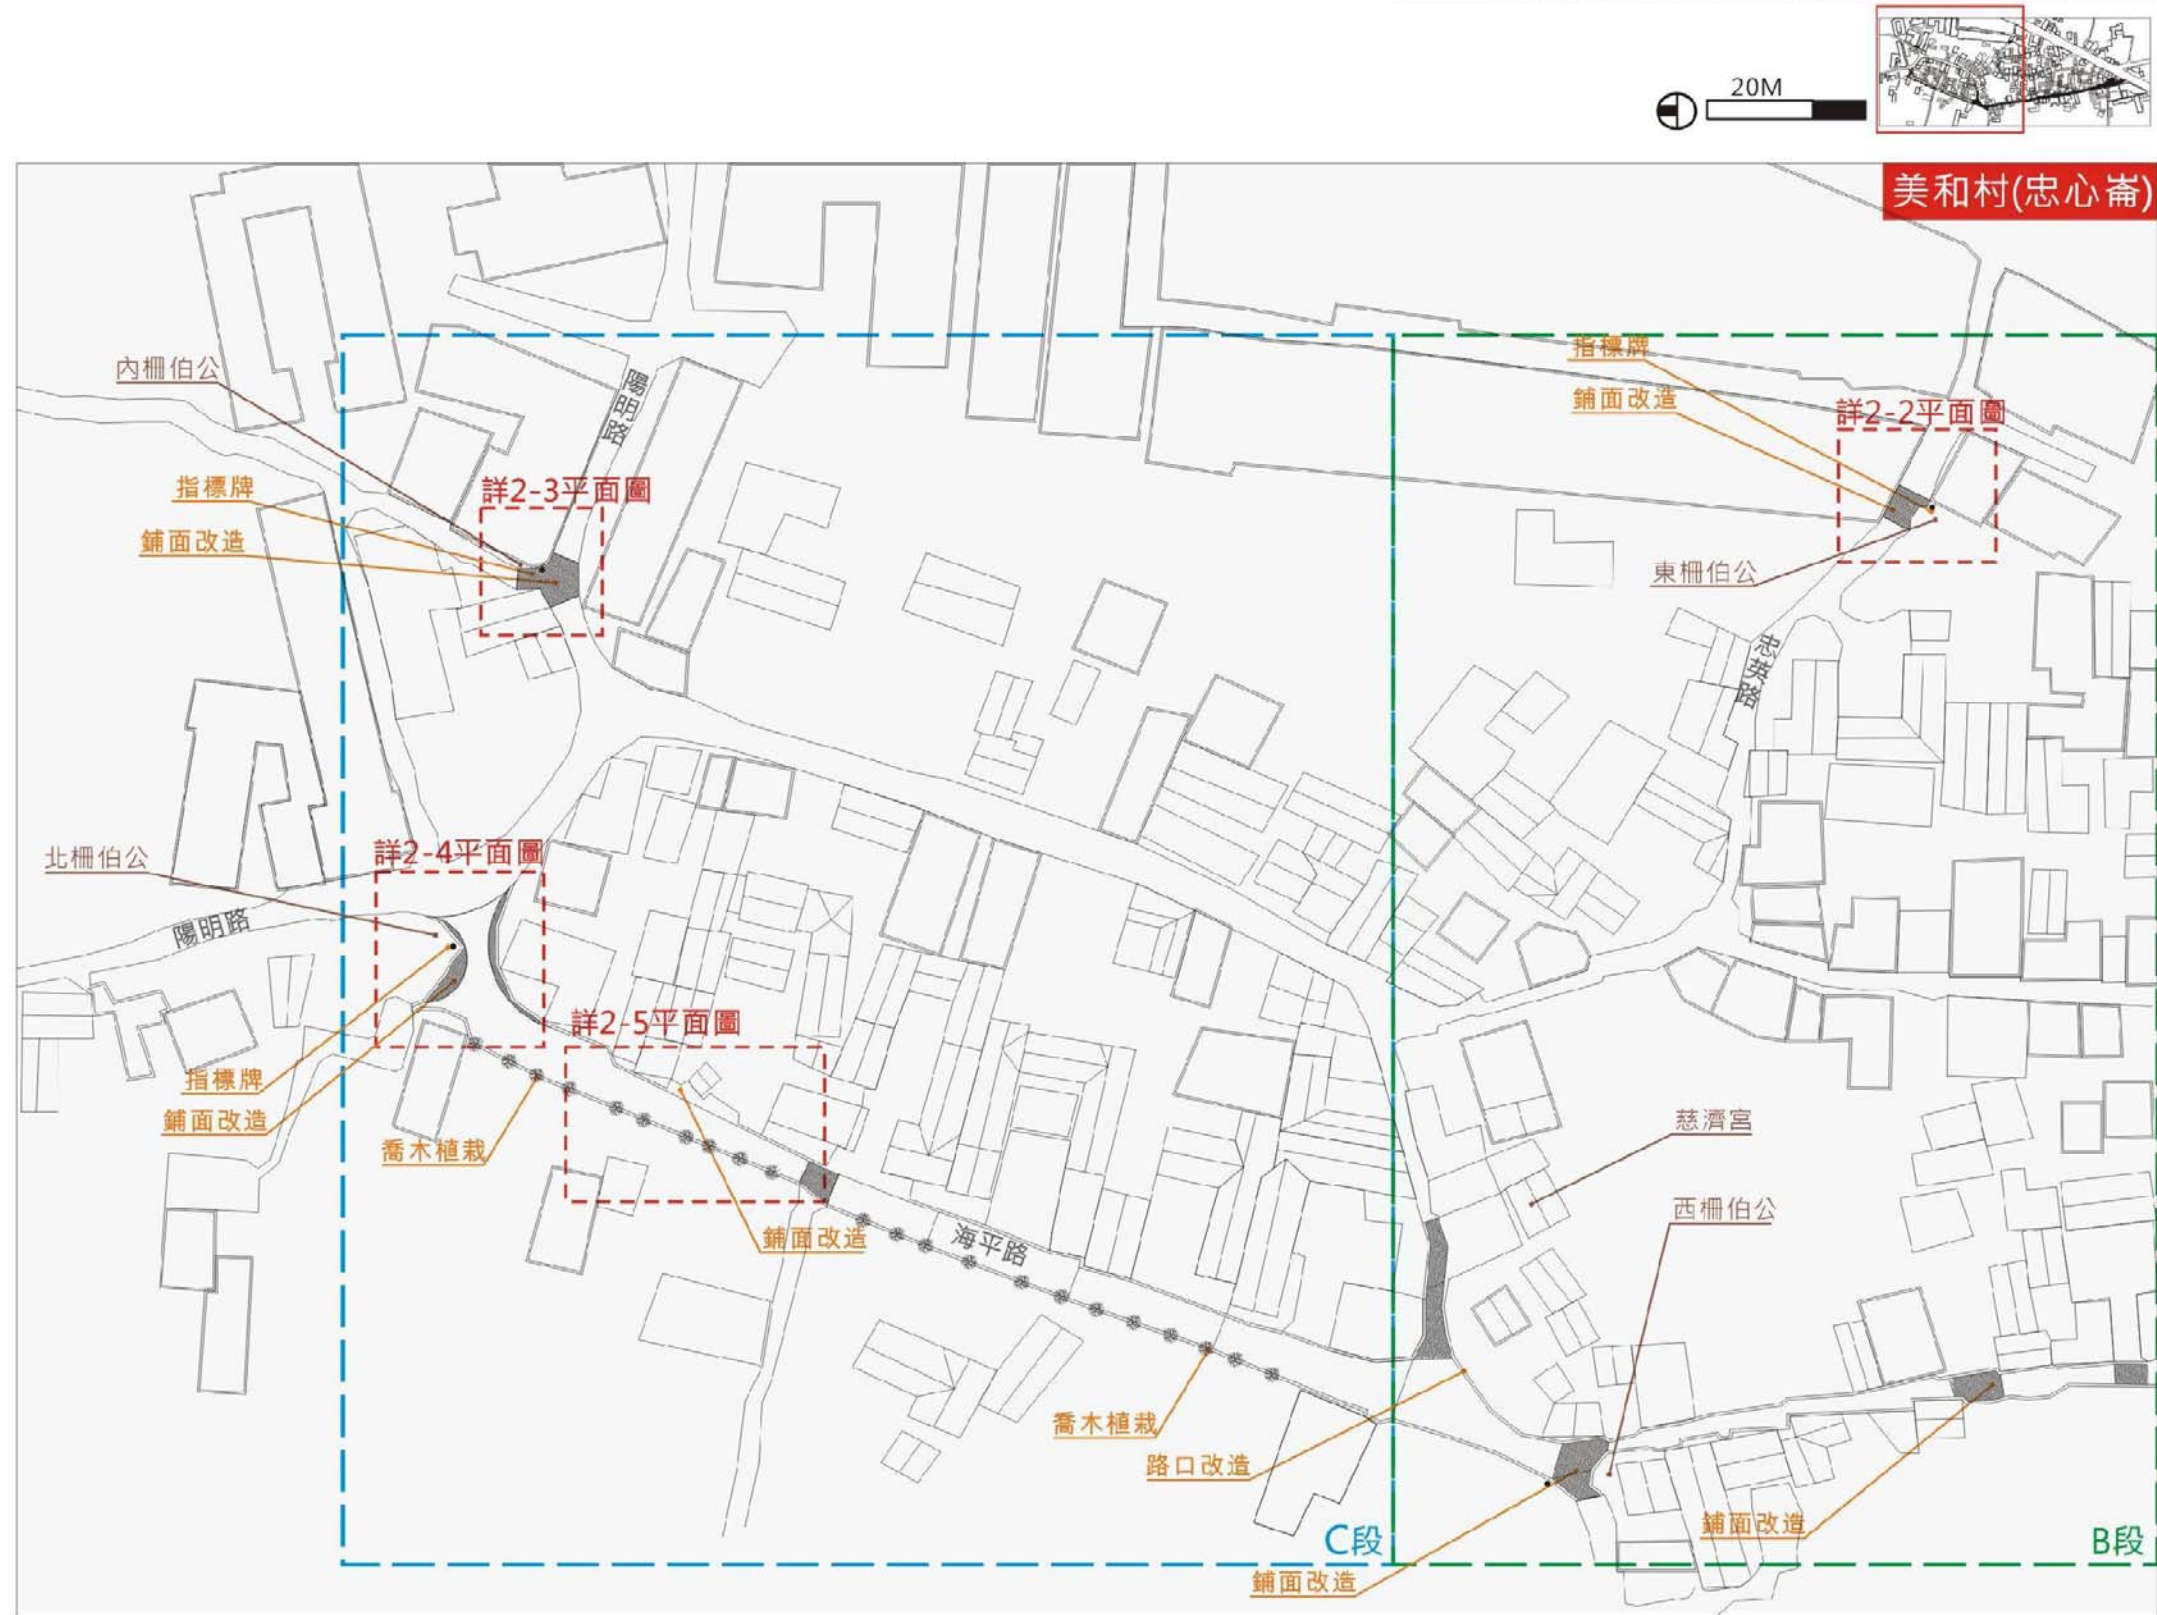 20M
美和村(忠心崙)
指標牌
內柵伯公
陽明路
鋪面改造
詳2-2平面圖
指標牌
詳2-3平面圖
鋪面改造
東柵伯公
忠英路
北柵伯公
詳2-4平面圖
陽明路
詳2-5平面圖
指標牌
鋪面改造
喬木植栽
慈濟宮
西柵伯公
鋪面改造
海平路
喬木植栽
路口改造
鋪面改造
C段
B段
鋪面改造